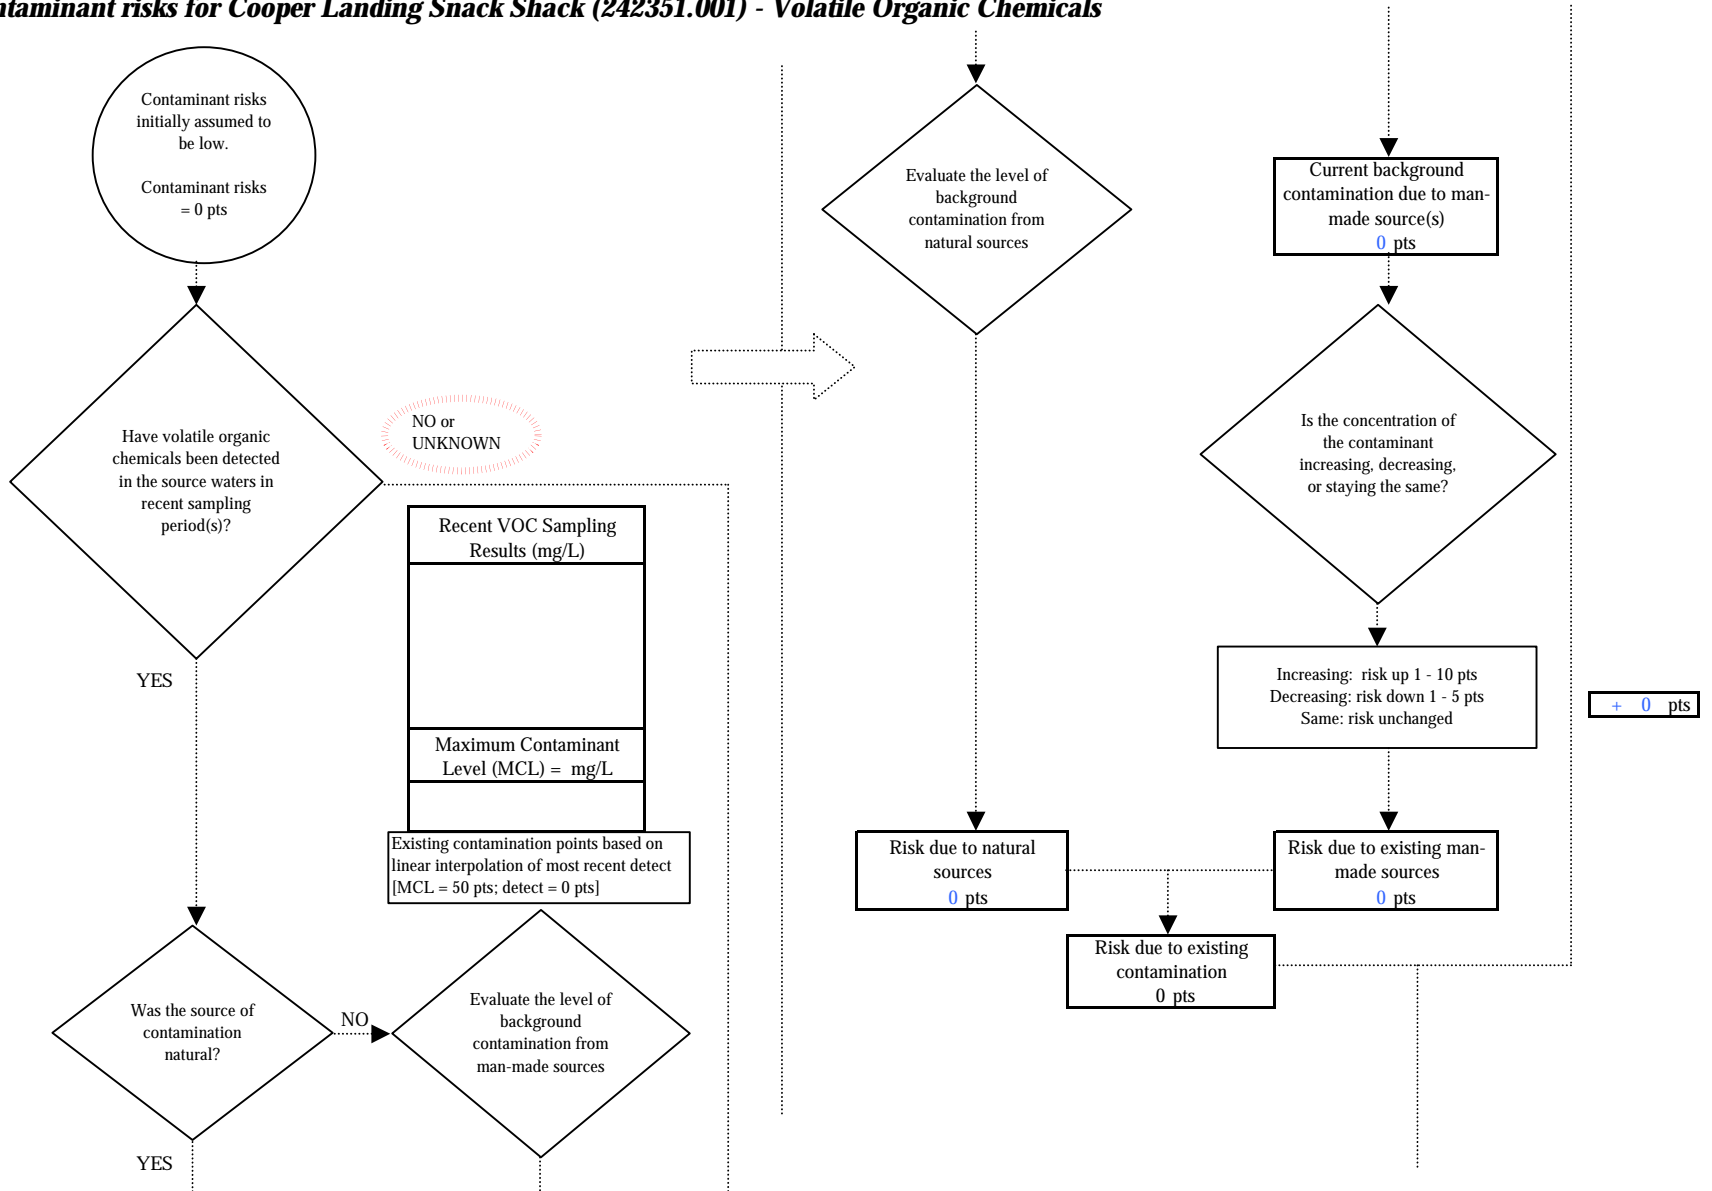 ntaminant risks for Cooper Landing Snack Shack (242351.001) - Volatile Organic Chemicals
Contaminant risks
initially assumed to
be low.
Contaminant risks
= 0 pts
Have volatile organic
chemicals been detected
in the source waters in
recent sampling
period(s)?
NO or
UNKNOWN
YES
Recent VOC Sampling
Results (mg/L)
Maximum Contaminant
Level (MCL) =  mg/L
Existing contamination points based on
linear interpolation of most recent detect
[MCL = 50 pts; detect = 0 pts]
Was the source of
contamination
natural?
NO
YES
Evaluate the level of
background
contamination from
man-made sources
Evaluate the level of
background
contamination from
natural sources
Risk due to natural
sources
0 pts
Current background
contamination due to man-
made source(s)
0 pts
Is the concentration of
the contaminant
increasing, decreasing,
or staying the same?
Increasing:  risk up 1 - 10 pts
Decreasing: risk down 1 - 5 pts
Same: risk unchanged
Risk due to existing man-
made sources
0 pts
Risk due to existing
contamination
0 pts
+ 0 pts